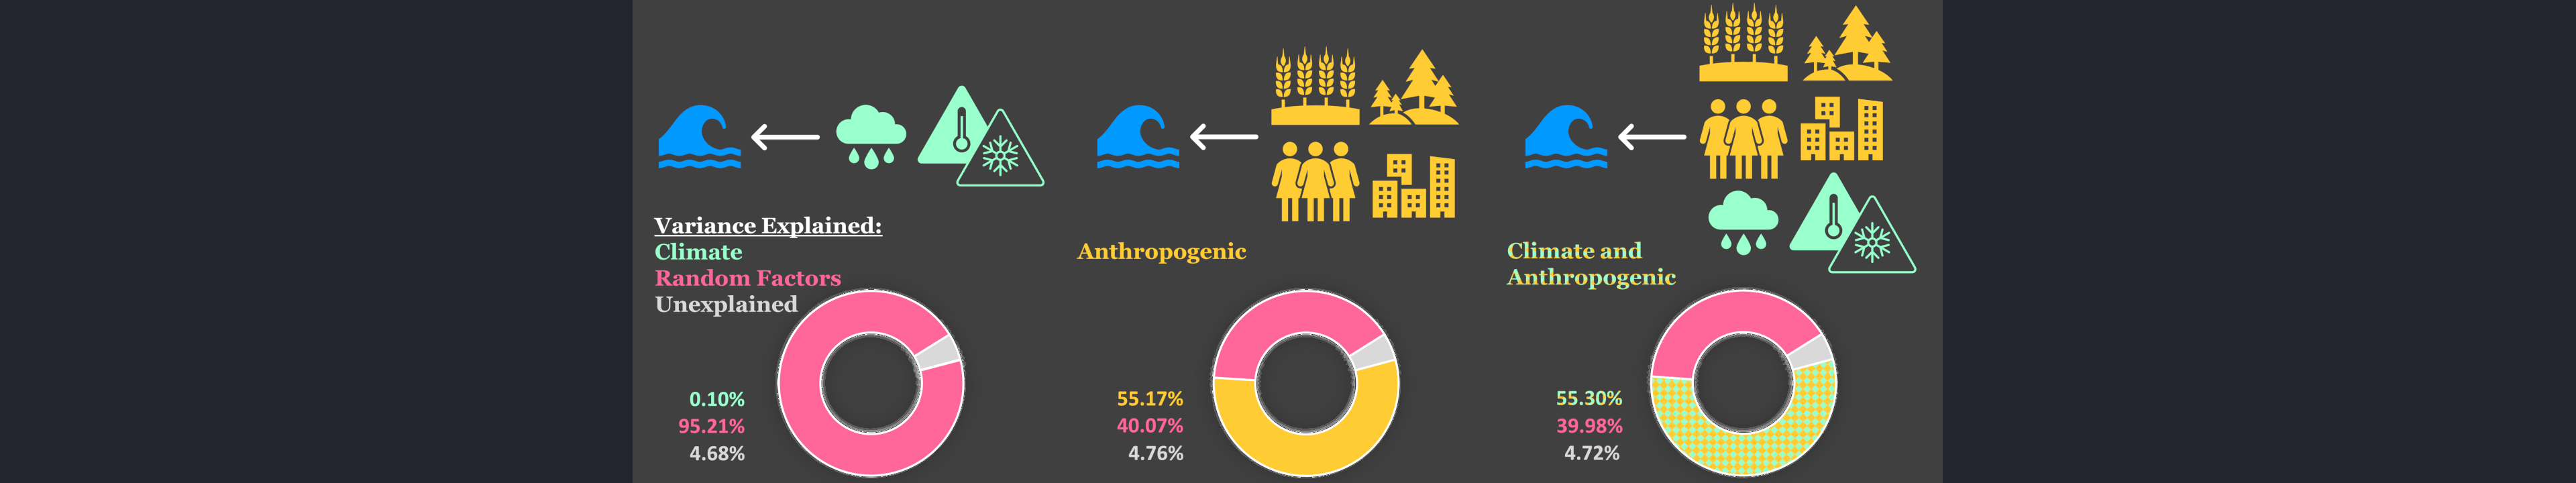 Variance Explained:
Climate
Random Factors
Unexplained
0.10%
95.21%
4.68%
Anthropogenic
55.17%
40.07%
4.76%
Climate and
Anthropogenic
55.30%
39.98%
4.72%